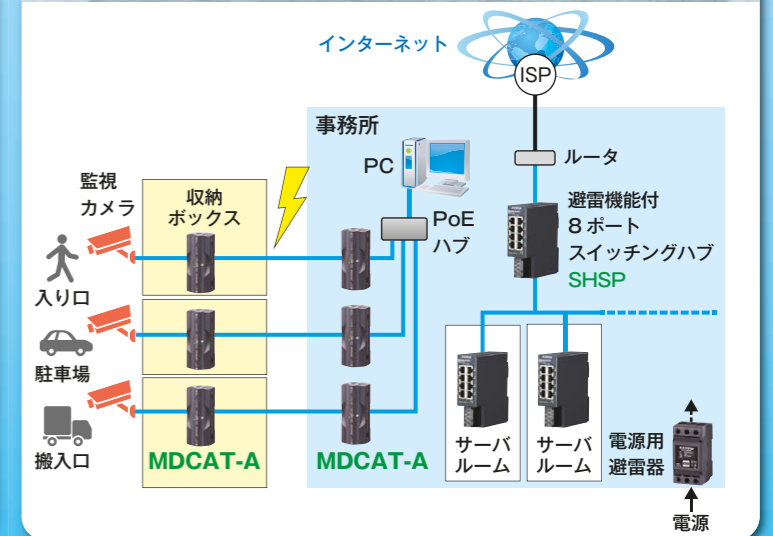 インターネット
ISP
事務所
PC
ルータ
監視
カメラ
収納
ボックス
PoE
ハブ
避雷機能付
8 ポート
スイッチングハブ
SHSP
入り口
駐車場
搬入口
MDCAT-A
MDCAT-A
サーバ
ルーム
サーバ
ルーム
電源用
避雷器
電源